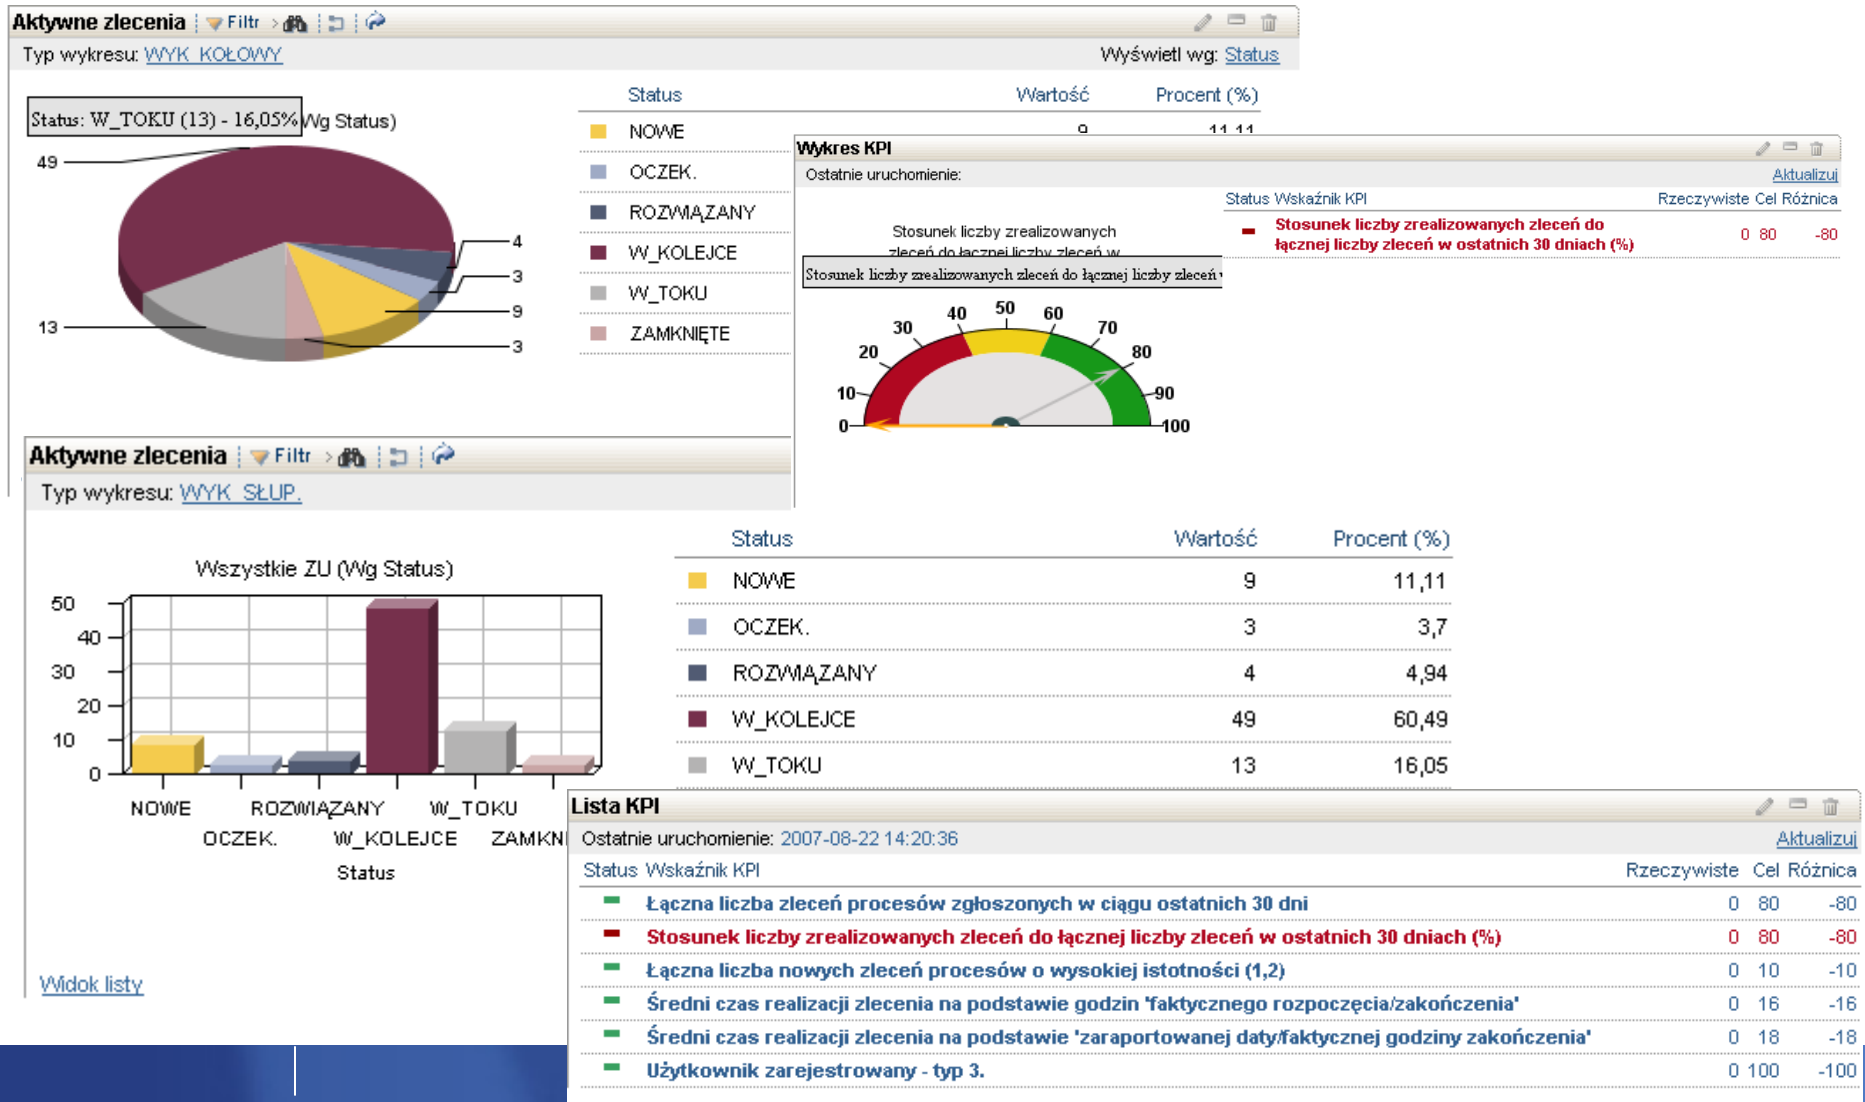 Aktywne zlecenia Filtr
Typ wykresu: WYK_KOŁOWY Wyświetl wg: Status
Status: W_TOKU (13) - 16,05% Wg Status)
49
13
4
3
9
3
Status Wartość Procent (%)
NOWE 9 11,11
OCZEK.
ROZWIĄZANY
W_KOLEJCE
W_TOKU
ZAMKNIĘTE
Wykres KPI
Ostatnie uruchomienie: Aktualizuj
Status Wskaźnik KPI Rzeczywiste Cel Różnica
Stosunek liczby zrealizowanych zleceń do
łącznej liczby zleceń w ostatnich 30 dniach (%) 0 80 -80
Stosunek liczby zrealizowanych
zleceń do łącznej liczby zleceń w
Stosunek liczby zrealizowanych zleceń do łącznej liczby zleceń
0 10 20 30 40 50 60 70 80 90 100
Aktywne zlecenia Filtr
Typ wykresu: WYK_SŁUP.
Wszystkie ZU (Wg Status)
50
40
30
20
10
0
NOWE ROZWIĄZANY W_TOKU
OCZEK. W_KOLEJCE ZAMKNI
Status
Widok listy
Status Wartość Procent (%)
NOWE 9 11,11
OCZEK. 3 3,7
ROZWIĄZANY 4 4,94
W_KOLEJCE 49 60,49
W_TOKU 13 16,05
Lista KPI
Ostatnie uruchomienie: 2007-08-22 14:20:36 Aktualizuj
Status Wskaźnik KPI Rzeczywiste Cel Różnica
Łączna liczba zleceń procesów zgłoszonych w ciągu ostatnich 30 dni 0 80 -80
Stosunek liczby zrealizowanych zleceń do łącznej liczby zleceń w ostatnich 30 dniach (%) 0 80 -80
Łączna liczba nowych zleceń procesów o wysokiej istotności (1,2) 0 10 -10
Średni czas realizacji zlecenia na podstawie godzin 'faktycznego rozpoczęcia/zakończenia' 0 16 -16
Średni czas realizacji zlecenia na podstawie 'zaraportowanej daty/faktycznej godziny zakończenia' 0 18 -18
Użytkownik zarejestrowany - typ 3. 0 100 -100